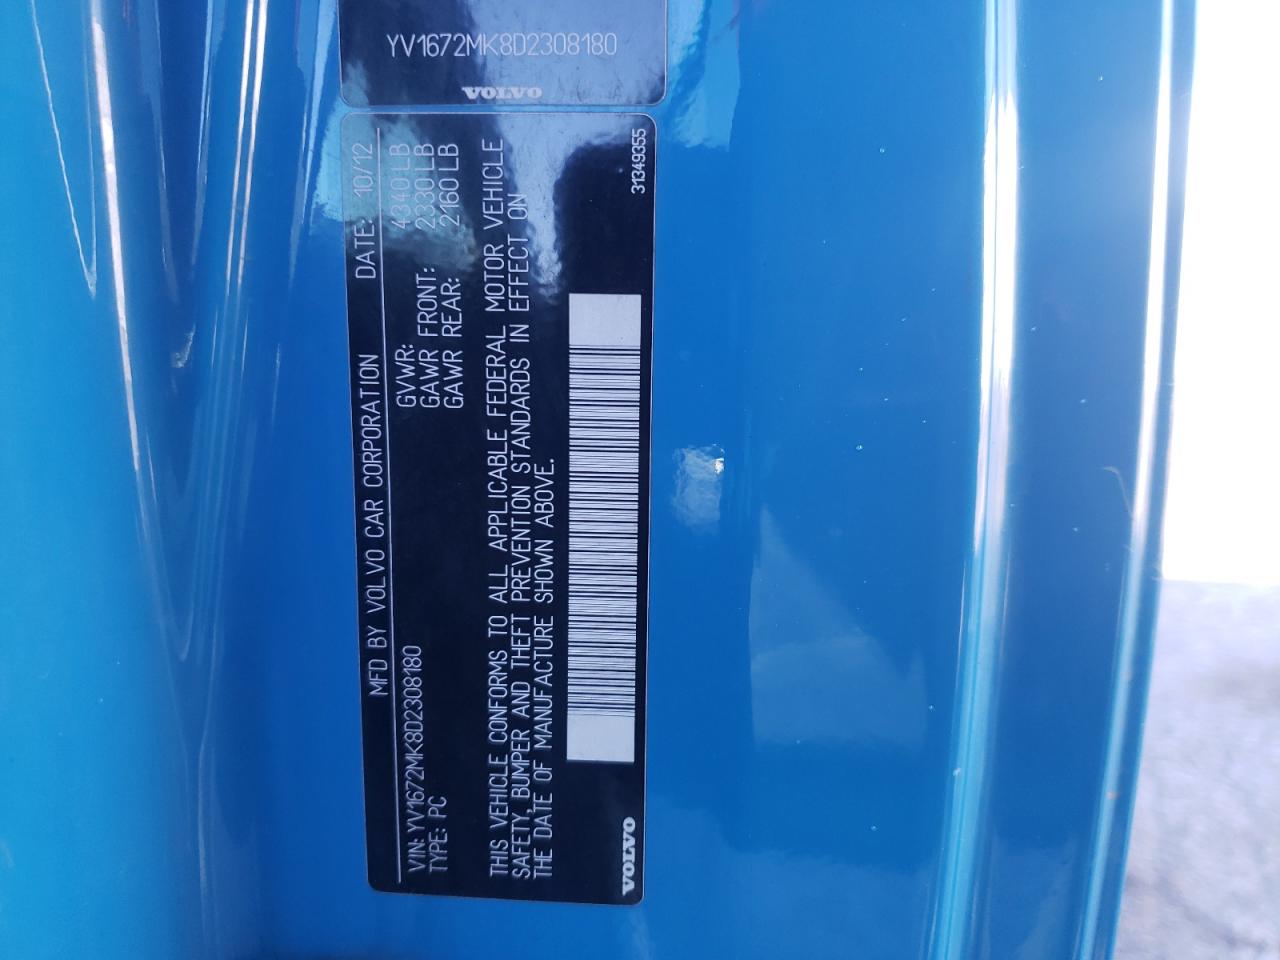 YV1672MK8D2308180
VOLVO
MFD BY VOLVO CAR CORPORATION DATE: 10/12
VIN: YV1672MK8D2308180 GVWR: 4340 LB
TYPE: PC GAWR FRONT: 2330 LB
GAWR REAR: 2160 LB
THIS VEHICLE CONFORMS TO ALL APPLICABLE FEDERAL MOTOR VEHICLE
SAFETY, BUMPER AND THEFT PREVENTION STANDARDS IN EFFECT ON
THE DATE OF MANUFACTURE SHOWN ABOVE.
VOLVO
31349355